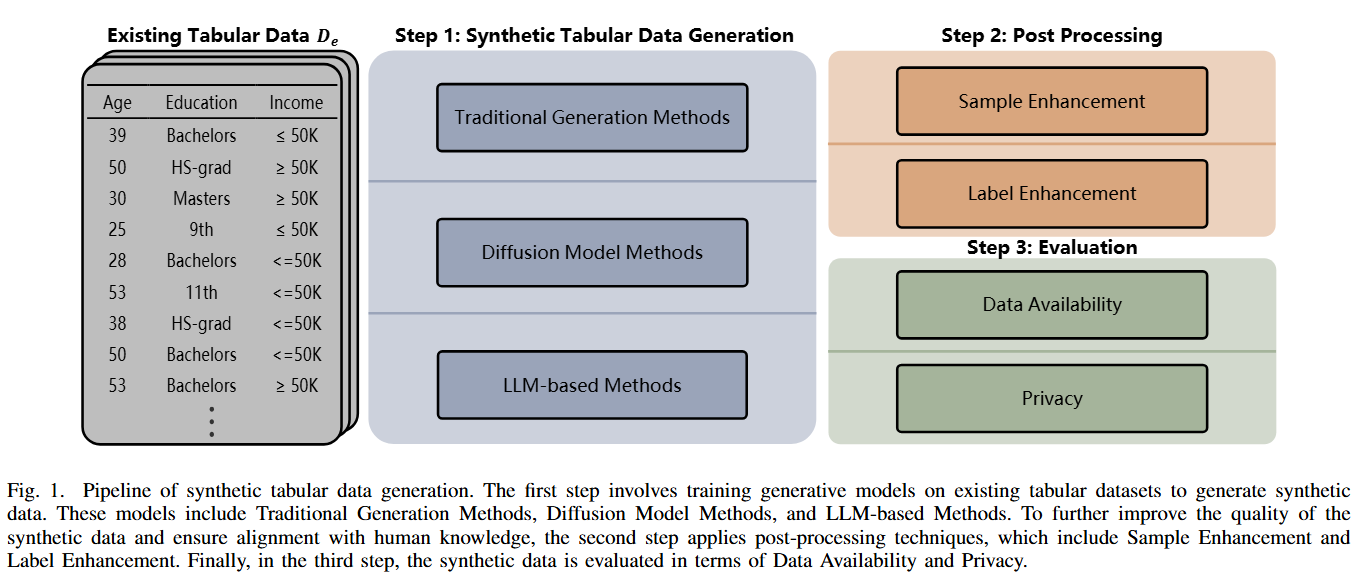 Existing Tabular Data Dₑ
Age Education Income
39 Bachelors ≤ 50K
50 HS-grad ≥ 50K
30 Masters ≥ 50K
25 9th ≤ 50K
28 Bachelors <=50K
53 11th <=50K
38 HS-grad <=50K
50 Bachelors <=50K
53 Bachelors ≥ 50K
Step 1: Synthetic Tabular Data Generation
Traditional Generation Methods
Diffusion Model Methods
LLM-based Methods
Step 2: Post Processing
Sample Enhancement
Label Enhancement
Step 3: Evaluation
Data Availability
Privacy
Fig. 1. Pipeline of synthetic tabular data generation. The first step involves training generative models on existing tabular datasets to generate synthetic
data. These models include Traditional Generation Methods, Diffusion Model Methods, and LLM-based Methods. To further improve the quality of the
synthetic data and ensure alignment with human knowledge, the second step applies post-processing techniques, which include Sample Enhancement and
Label Enhancement. Finally, in the third step, the synthetic data is evaluated in terms of Data Availability and Privacy.